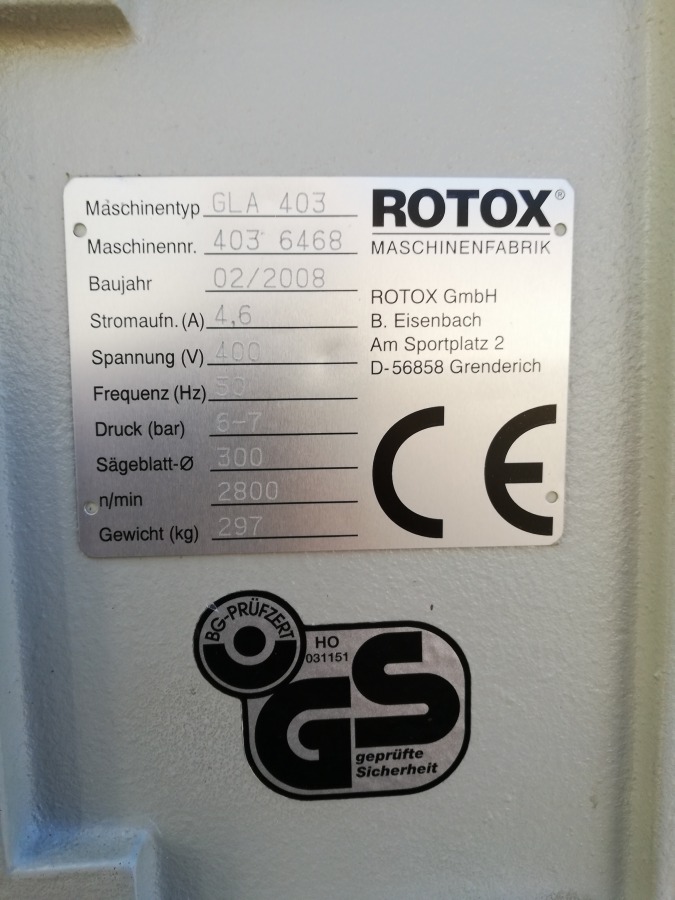 Maschinentyp GLA 403
Maschinennr. 403 6468
Baujahr 02/2008
Stromaufn. (A) 4,6
Spannung (V) 400
Frequenz (Hz) 50
Druck (bar) 6-7
Sägeblatt-Ø 300
n/min 2800
Gewicht (kg) 297
ROTOX®
MASCHINENFABRIK
ROTOX GmbH
B. Eisenbach
Am Sportplatz 2
D-56858 Grenderich
CE
BG-PRÜFZERT
HO
031151
GS
geprüfte
Sicherheit